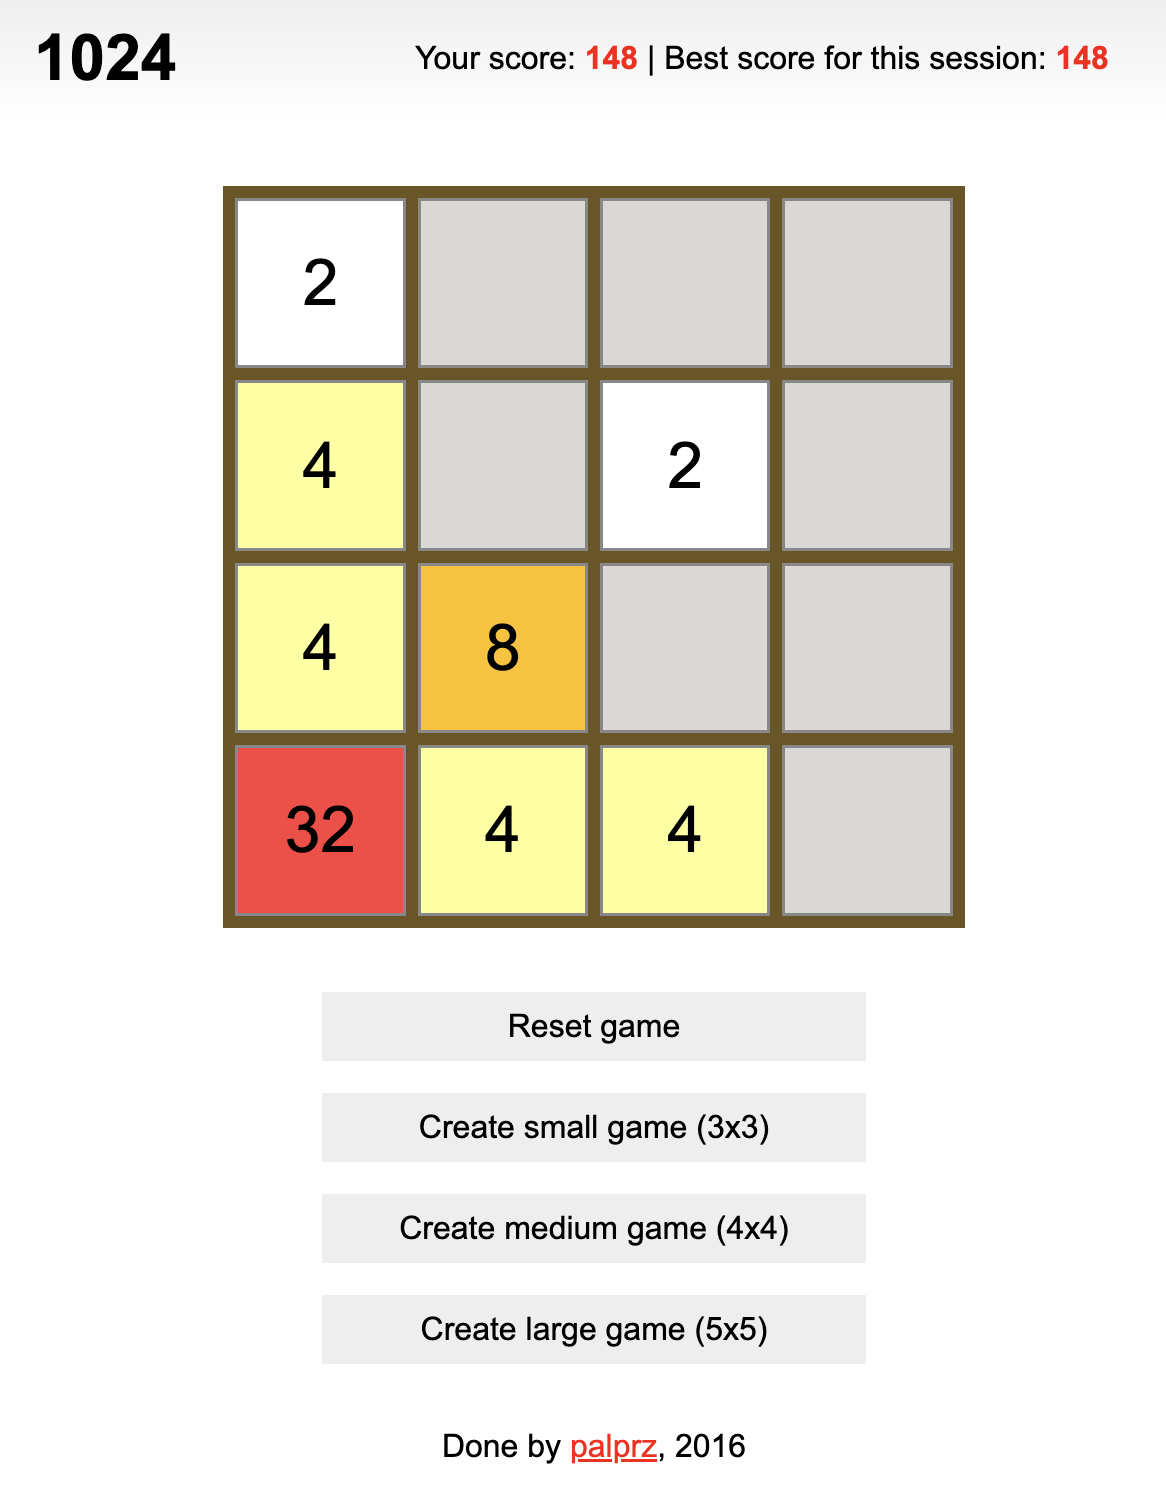 1024
Your score: 148 | Best score for this session: 148
2
4 2
4 8
32 4 4
Reset game
Create small game (3x3)
Create medium game (4x4)
Create large game (5x5)
Done by palprz, 2016